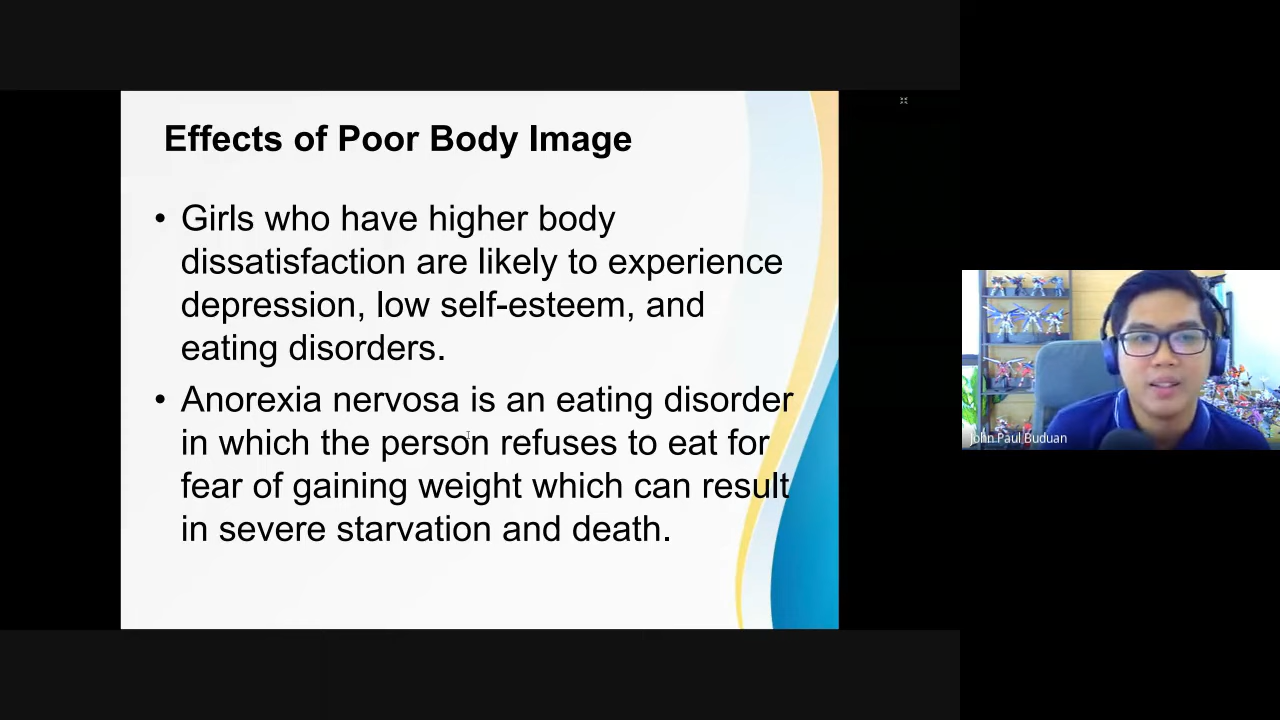 Effects of Poor Body Image
• Girls who have higher body
dissatisfaction are likely to experience
depression, low self-esteem, and
eating disorders.
• Anorexia nervosa is an eating disorder
in which the person refuses to eat for
fear of gaining weight which can result
in severe starvation and death.
John Paul Buduan